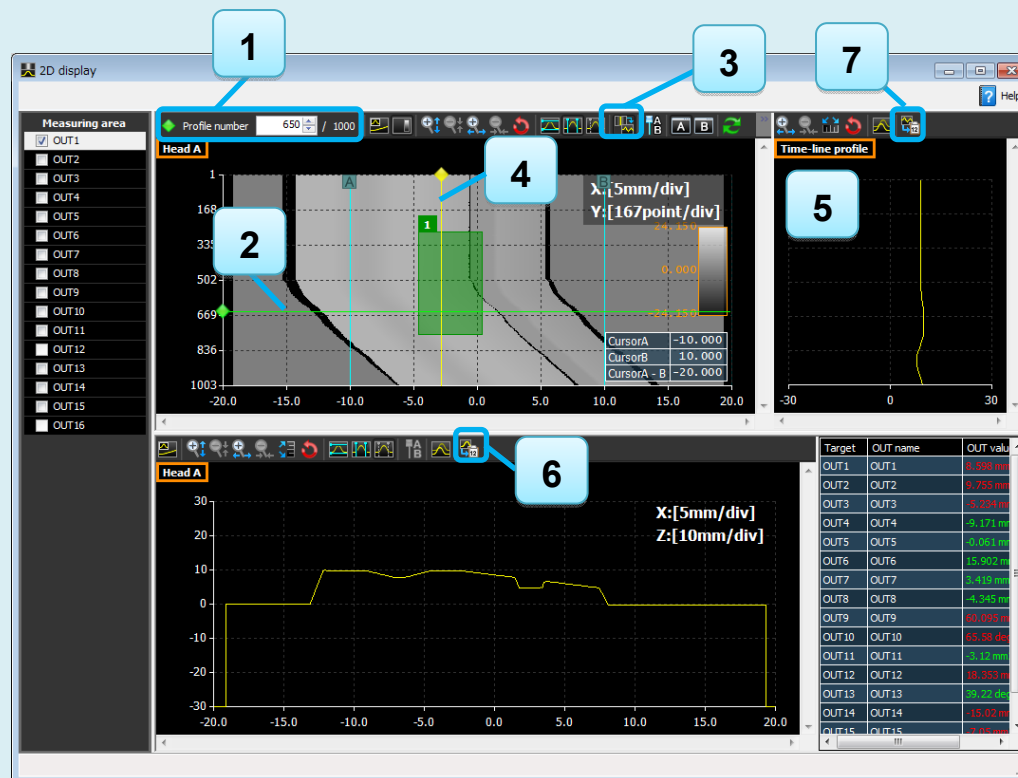 1
3
7
2D display
Help
Measuring area
OUT1
OUT2
OUT3
OUT4
OUT5
OUT6
OUT7
OUT8
OUT9
OUT10
OUT11
OUT12
OUT13
OUT14
OUT15
OUT16
Profile number 650 / 1000
A B
A B
Head A
1
168
335
502
669
836
1003
A
B
4
2
1
X:[5mm/div]
Y:[167point/div]
24.150
0.000
-24.150
CursorA -10.000
CursorB 10.000
CursorA - B -20.000
-20.0 -15.0 -10.0 -5.0 0.0 5.0 10.0 15.0 20.0
12
Time-line profile
5
-30 0 30
A B
12
6
Head A
X:[5mm/div]
Z:[10mm/div]
30
20
10
0
-10
-20
-30
-20.0 -15.0 -10.0 -5.0 0.0 5.0 10.0 15.0 20.0
Target OUT name OUT valu
OUT1 OUT1 8.598 mm
OUT2 OUT2 9.755 mm
OUT3 OUT3 -5.234 m
OUT4 OUT4 -9.171 mm
OUT5 OUT5 -0.061 mm
OUT6 OUT6 15.902 m
OUT7 OUT7 3.419 mm
OUT8 OUT8 -4.345 mm
OUT9 OUT9 60.095 m
OUT10 OUT10 65.58 deg
OUT11 OUT11 -3.12 mm
OUT12 OUT12 18.353 m
OUT13 OUT13 39.22 deg
OUT14 OUT14 -15.02 m
OUT15 OUT15